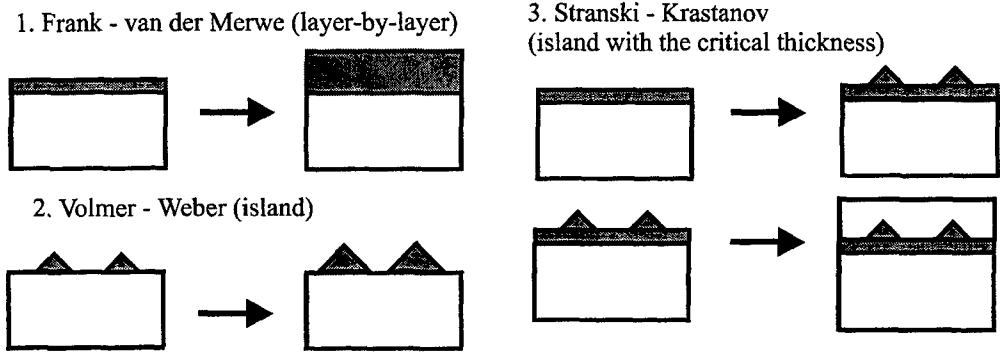 1. Frank - van der Merwe (layer-by-layer)
2. Volmer - Weber (island)
3. Stranski - Krastanov
(island with the critical thickness)